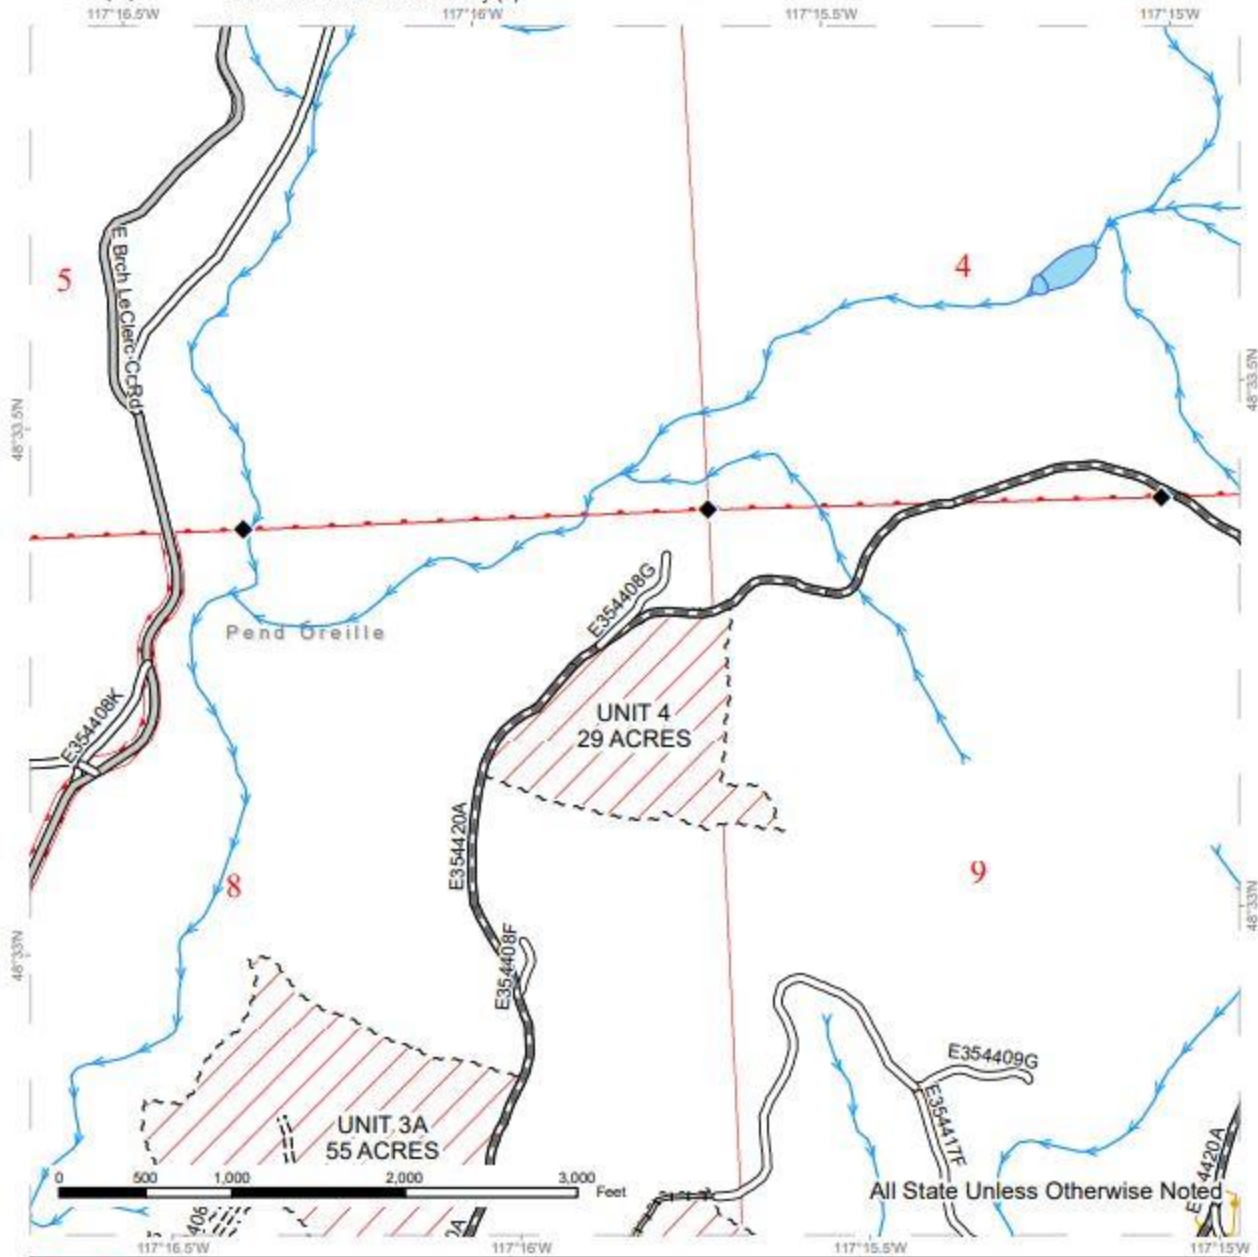 117°16.5'W 117°16'W 117°15.5'W 117°15'W
5
4
E Brch LeClerc Cr Rd
48°33.5'N
48°33.5'N
E354408G
Pend Oreille
E354408K
UNIT 4
29 ACRES
E354420A
8
9
48°33'N
48°33'N
E354408F
E354409G
E354417F
UNIT 3A
55 ACRES
0 500 1,000 2,000 3,000
Feet
All State Unless Otherwise Noted
4420A
408
0A
117°16.5'W 117°16'W 117°15.5'W 117°15'W